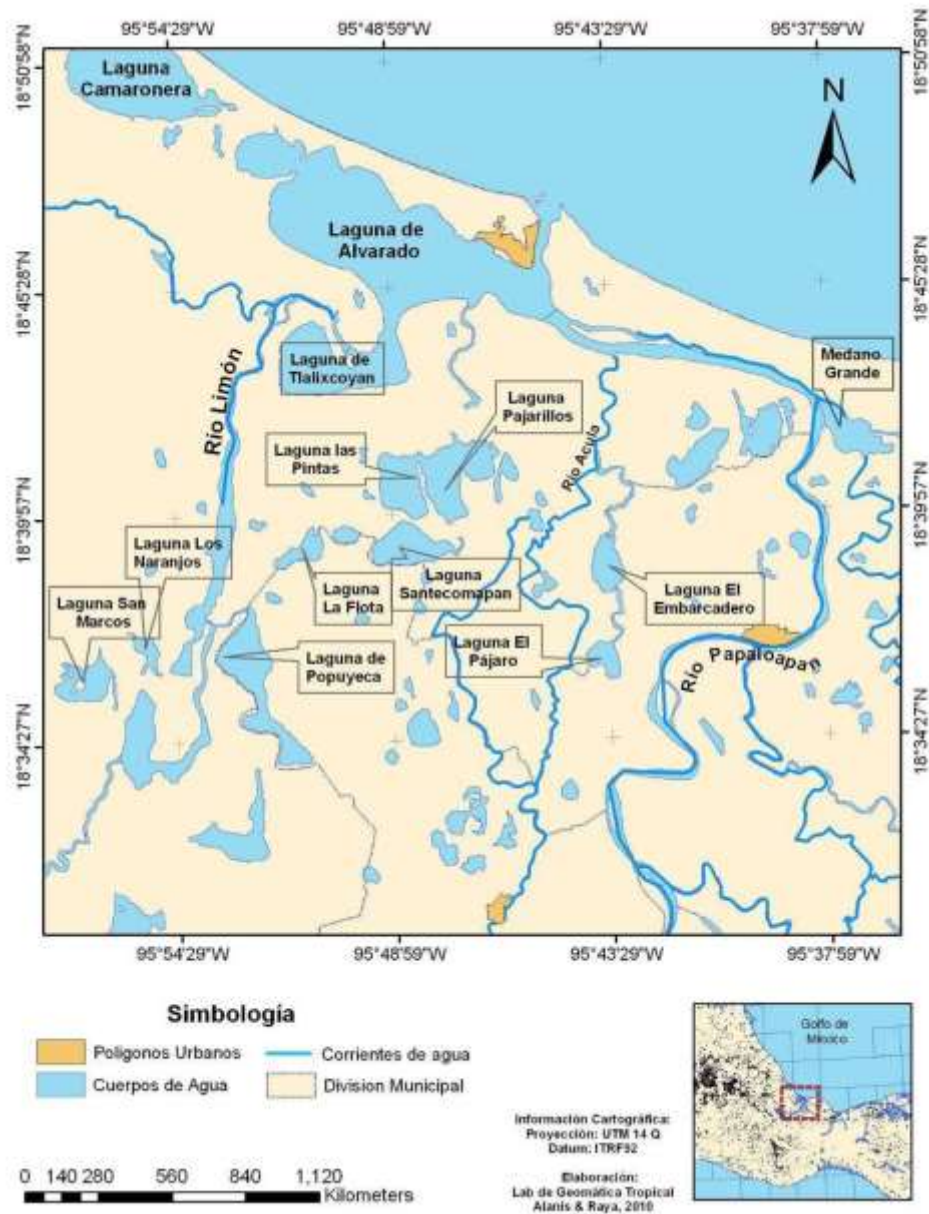 95°54'29"W 95°48'59"W 95°43'29"W 95°37'59"W
18°50'58"N
18°50'58"N
Laguna
Camaronera
N
Laguna de
Alvarado
18°45'28"N
18°45'28"N
Laguna de
Tlalixcoyan
Medano
Grande
Río Limón
Laguna
Pajarillos
Laguna las
Pintas
Río Acula
18°39'57"N
18°39'57"N
Laguna Los
Naranjos
Laguna San
Marcos
Laguna
La Flota
Laguna
Santecomapan
Laguna El
Embarcadero
Laguna de
Popuyeca
Laguna El
Pájaro
Río Papaloapan
18°34'27"N
18°34'27"N
95°54'29"W 95°48'59"W 95°43'29"W 95°37'59"W
Simbología
Poligonos Urbanos
Corrientes de agua
Cuerpos de Agua
Division Municipal
Golfo de
México
Información Cartográfica:
Proyección: UTM 14 Q
Datum: ITRF92
Elaboración:
Lab de Geomática Tropical
Alanis & Raya, 2010
0 140 280 560 840 1,120
Kilometers